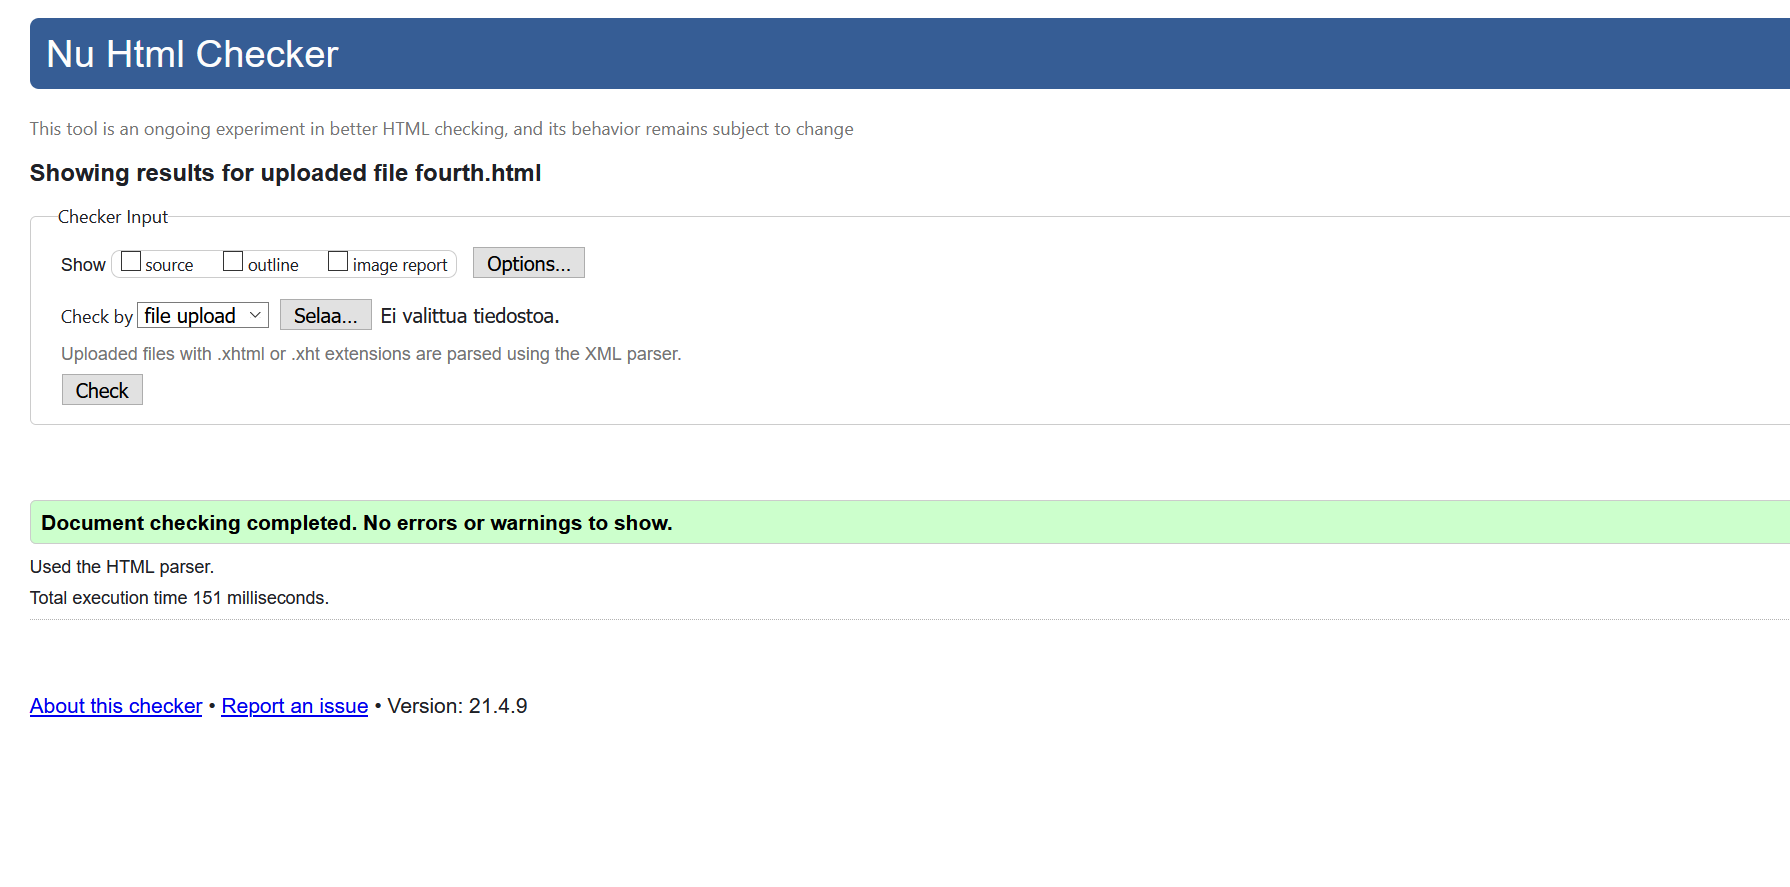 Nu Html Checker
This tool is an ongoing experiment in better HTML checking, and its behavior remains subject to change
Showing results for uploaded file fourth.html
Checker Input
Show source outline image report Options...
Check by file upload Selaa... Ei valittua tiedostoa.
Uploaded files with .xhtml or .xht extensions are parsed using the XML parser.
Check
Document checking completed. No errors or warnings to show.
Used the HTML parser.
Total execution time 151 milliseconds.
About this checker • Report an issue • Version: 21.4.9